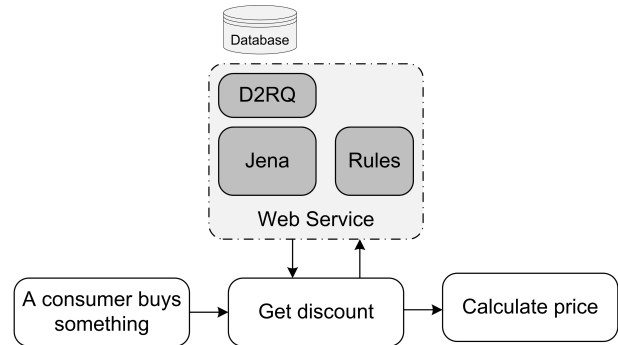 Database
D2RQ
Jena
Rules
Web Service
A consumer buys
something
Get discount
Calculate price